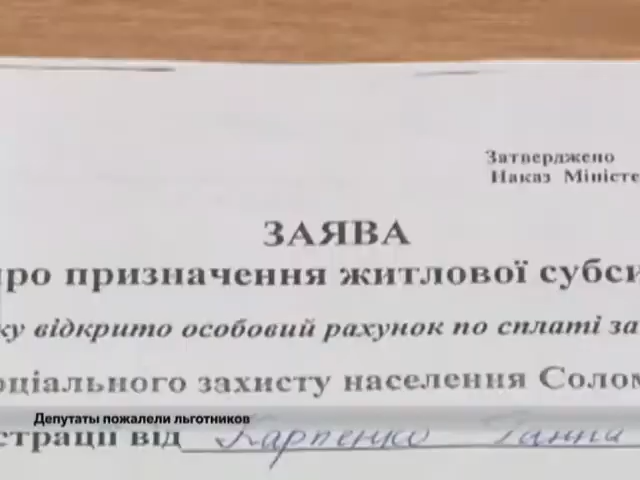 Затверджено
Наказ Міністе
ЗАЯВА
про призначення житлової субси
ку відкрито особовий рахунок по сплаті за
оціального захисту населення Солом
Депутаты пожалели льготников
страції від Карпенко Ганни